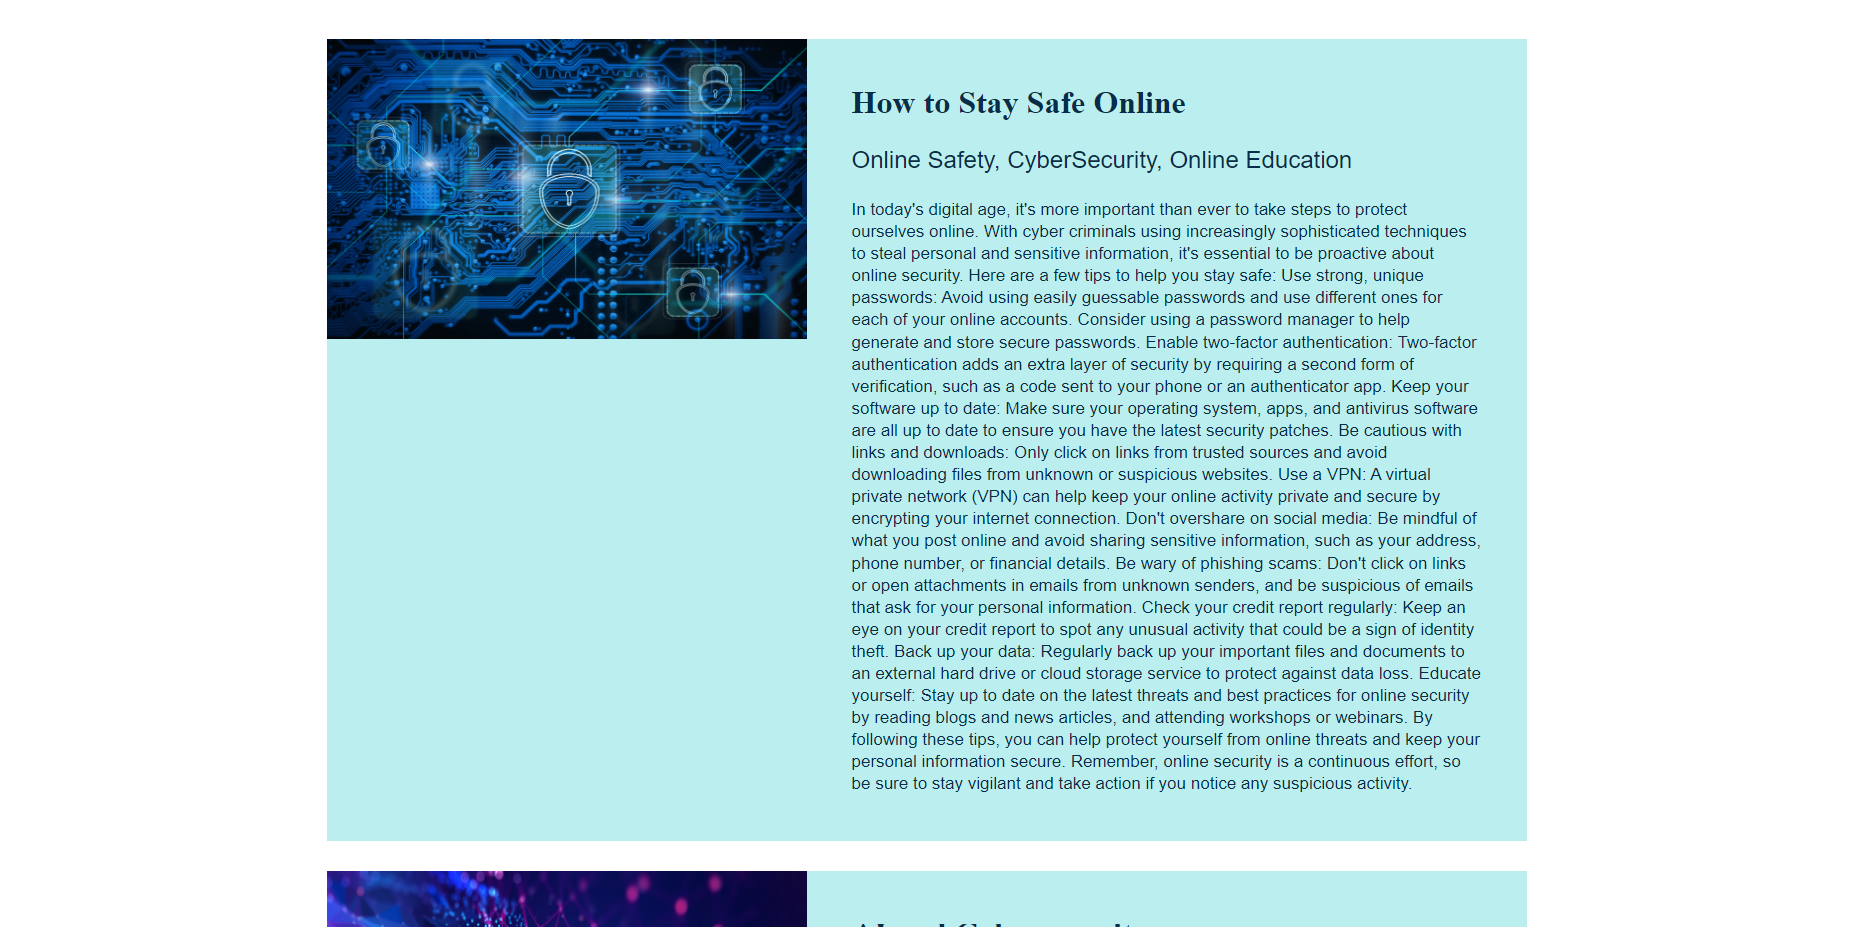 How to Stay Safe Online
Online Safety, CyberSecurity, Online Education
In today's digital age, it's more important than ever to take steps to protect
ourselves online. With cyber criminals using increasingly sophisticated techniques
to steal personal and sensitive information, it's essential to be proactive about
online security. Here are a few tips to help you stay safe: Use strong, unique
passwords: Avoid using easily guessable passwords and use different ones for
each of your online accounts. Consider using a password manager to help
generate and store secure passwords. Enable two-factor authentication: Two-factor
authentication adds an extra layer of security by requiring a second form of
verification, such as a code sent to your phone or an authenticator app. Keep your
software up to date: Make sure your operating system, apps, and antivirus software
are all up to date to ensure you have the latest security patches. Be cautious with
links and downloads: Only click on links from trusted sources and avoid
downloading files from unknown or suspicious websites. Use a VPN: A virtual
private network (VPN) can help keep your online activity private and secure by
encrypting your internet connection. Don't overshare on social media: Be mindful of
what you post online and avoid sharing sensitive information, such as your address,
phone number, or financial details. Be wary of phishing scams: Don't click on links
or open attachments in emails from unknown senders, and be suspicious of emails
that ask for your personal information. Check your credit report regularly: Keep an
eye on your credit report to spot any unusual activity that could be a sign of identity
theft. Back up your data: Regularly back up your important files and documents to
an external hard drive or cloud storage service to protect against data loss. Educate
yourself: Stay up to date on the latest threats and best practices for online security
by reading blogs and news articles, and attending workshops or webinars. By
following these tips, you can help protect yourself from online threats and keep your
personal information secure. Remember, online security is a continuous effort, so
be sure to stay vigilant and take action if you notice any suspicious activity.